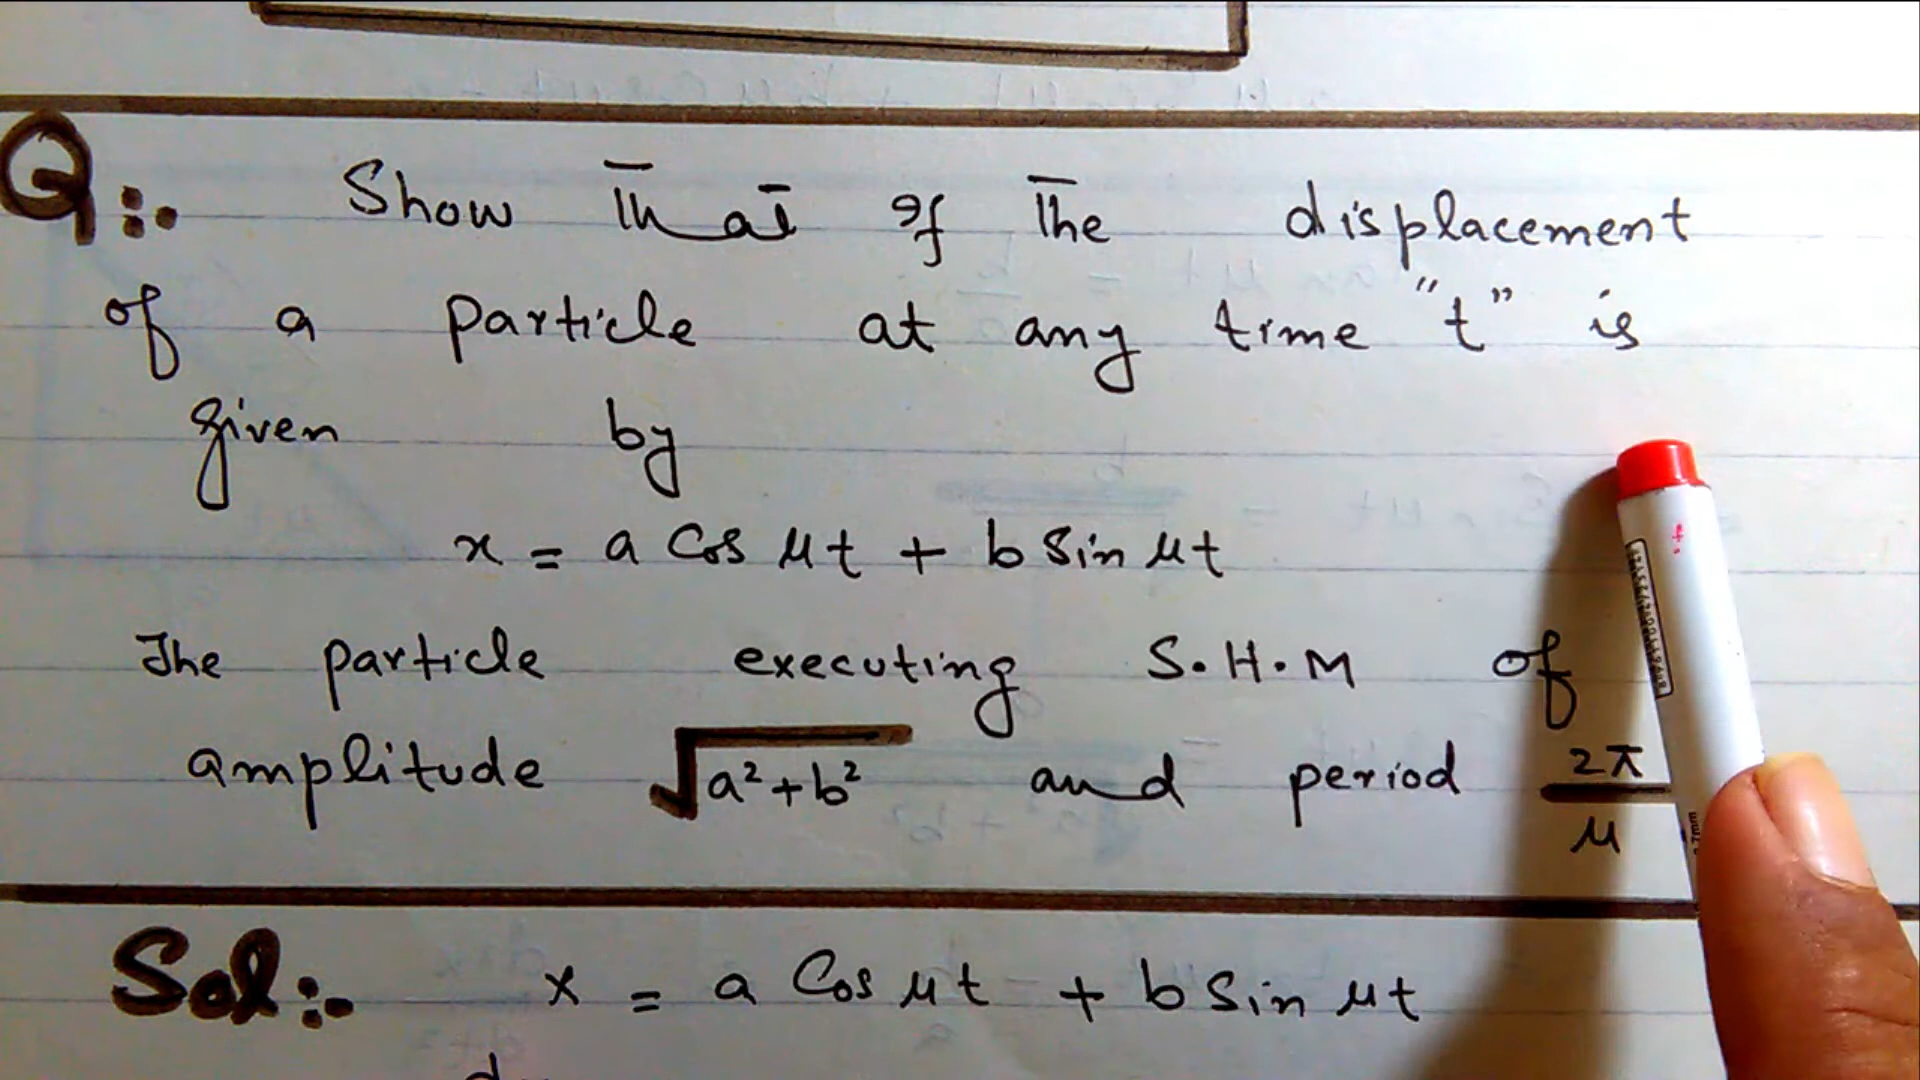 Q:. Show that If the displacement
of a particle at any time "t" is
given by
x = a Cos μt + b Sin μt
The particle executing S.H.M of
amplitude √a²+b² and period 2π/μ
Sol:- x = a Cos μt + b Sin μt